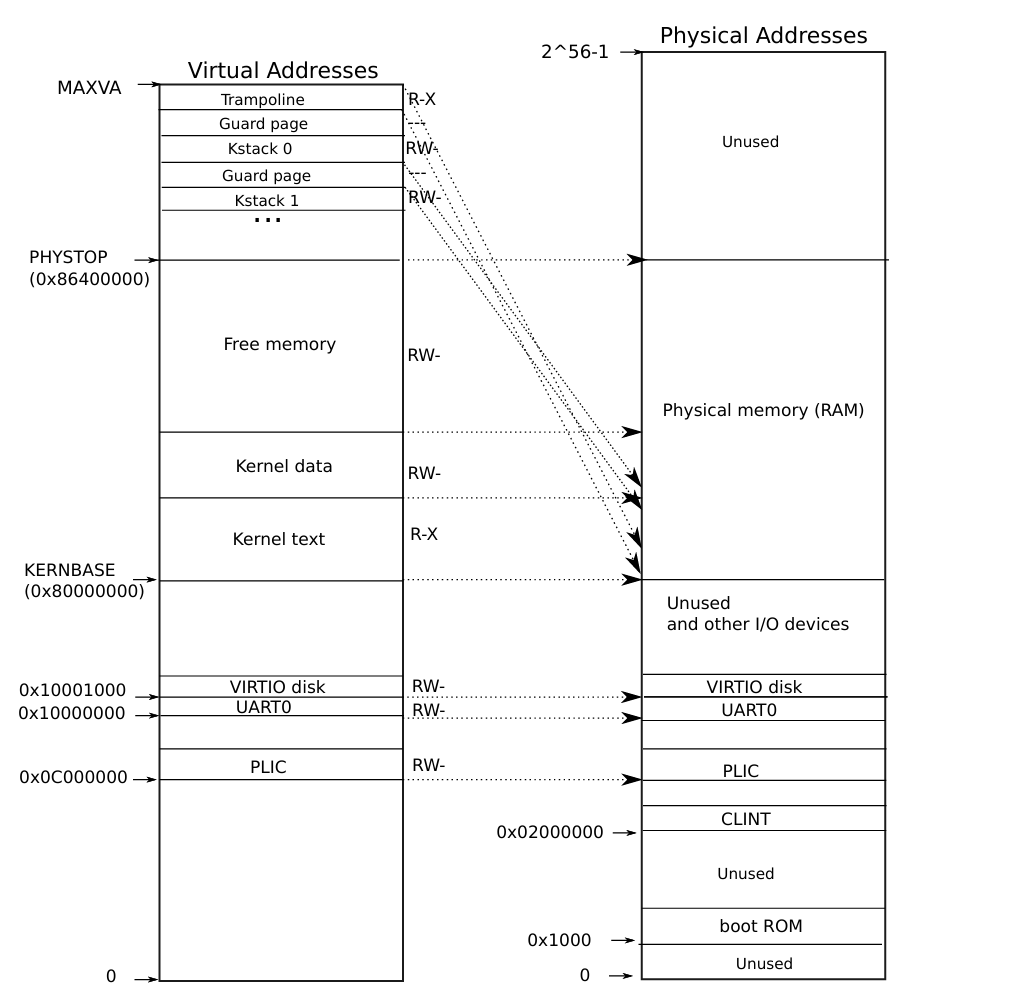 Physical Addresses
2^56-1
Virtual Addresses
MAXVA
Trampoline
R-X
Guard page
---
Kstack 0
RW-
Guard page
---
Kstack 1
RW-
...
Unused
PHYSTOP
(0x86400000)
Free memory
RW-
Physical memory (RAM)
Kernel data
RW-
Kernel text
R-X
KERNBASE
(0x80000000)
Unused
and other I/O devices
0x10001000
VIRTIO disk
RW-
VIRTIO disk
0x10000000
UART0
RW-
UART0
0x0C000000
PLIC
RW-
PLIC
CLINT
0x02000000
Unused
boot ROM
0x1000
Unused
0
0